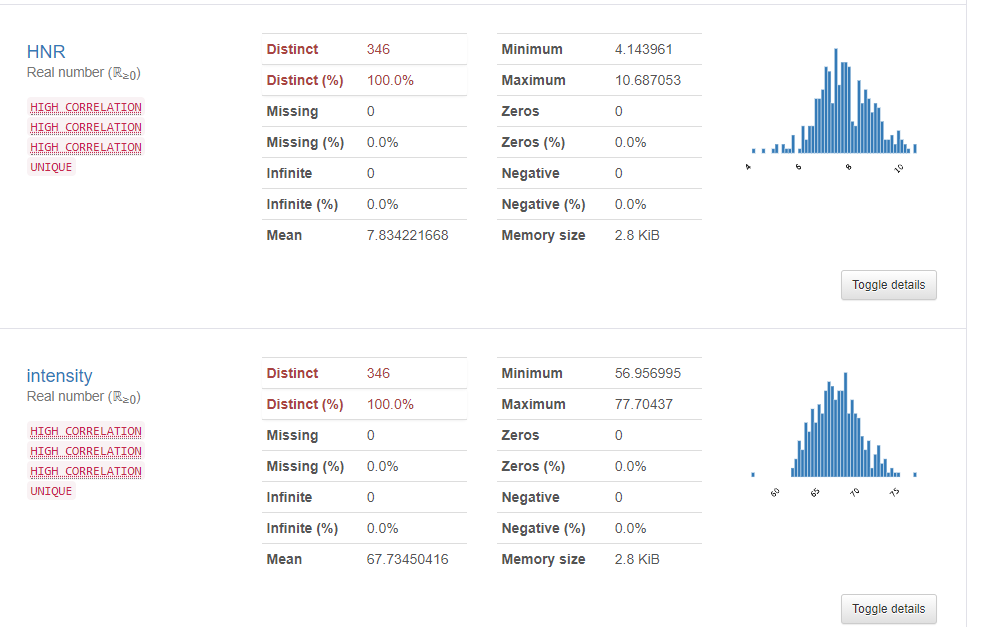 HNR
Real number (ℝ≥0)
HIGH CORRELATION
HIGH CORRELATION
HIGH CORRELATION
UNIQUE
Distinct 346
Distinct (%) 100.0%
Missing 0
Missing (%) 0.0%
Infinite 0
Infinite (%) 0.0%
Mean 7.834221668
Minimum 4.143961
Maximum 10.687053
Zeros 0
Zeros (%) 0.0%
Negative 0
Negative (%) 0.0%
Memory size 2.8 KiB
4 6 8 10
Toggle details
intensity
Real number (ℝ≥0)
HIGH CORRELATION
HIGH CORRELATION
HIGH CORRELATION
UNIQUE
Distinct 346
Distinct (%) 100.0%
Missing 0
Missing (%) 0.0%
Infinite 0
Infinite (%) 0.0%
Mean 67.73450416
Minimum 56.956995
Maximum 77.70437
Zeros 0
Zeros (%) 0.0%
Negative 0
Negative (%) 0.0%
Memory size 2.8 KiB
60 65 70 75
Toggle details